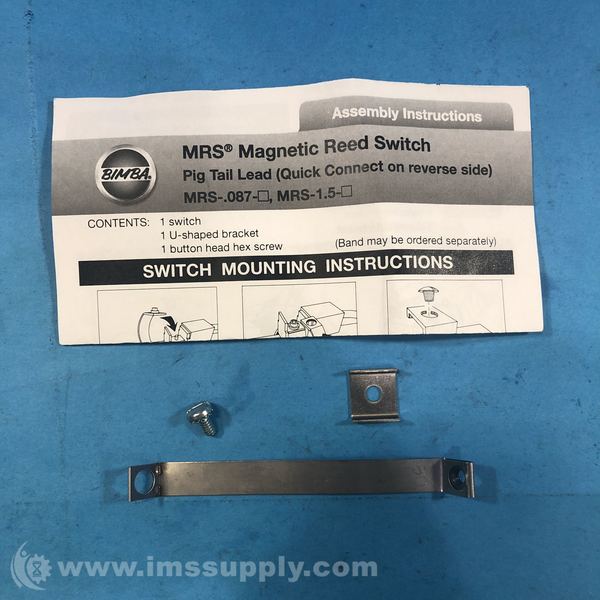 Assembly Instructions
BIMBA.
MRS® Magnetic Reed Switch
Pig Tail Lead (Quick Connect on reverse side)
MRS-.087-□, MRS-1.5-□
CONTENTS: 1 switch
1 U-shaped bracket
1 button head hex screw (Band may be ordered separately)
SWITCH MOUNTING INSTRUCTIONS
www.imssupply.com